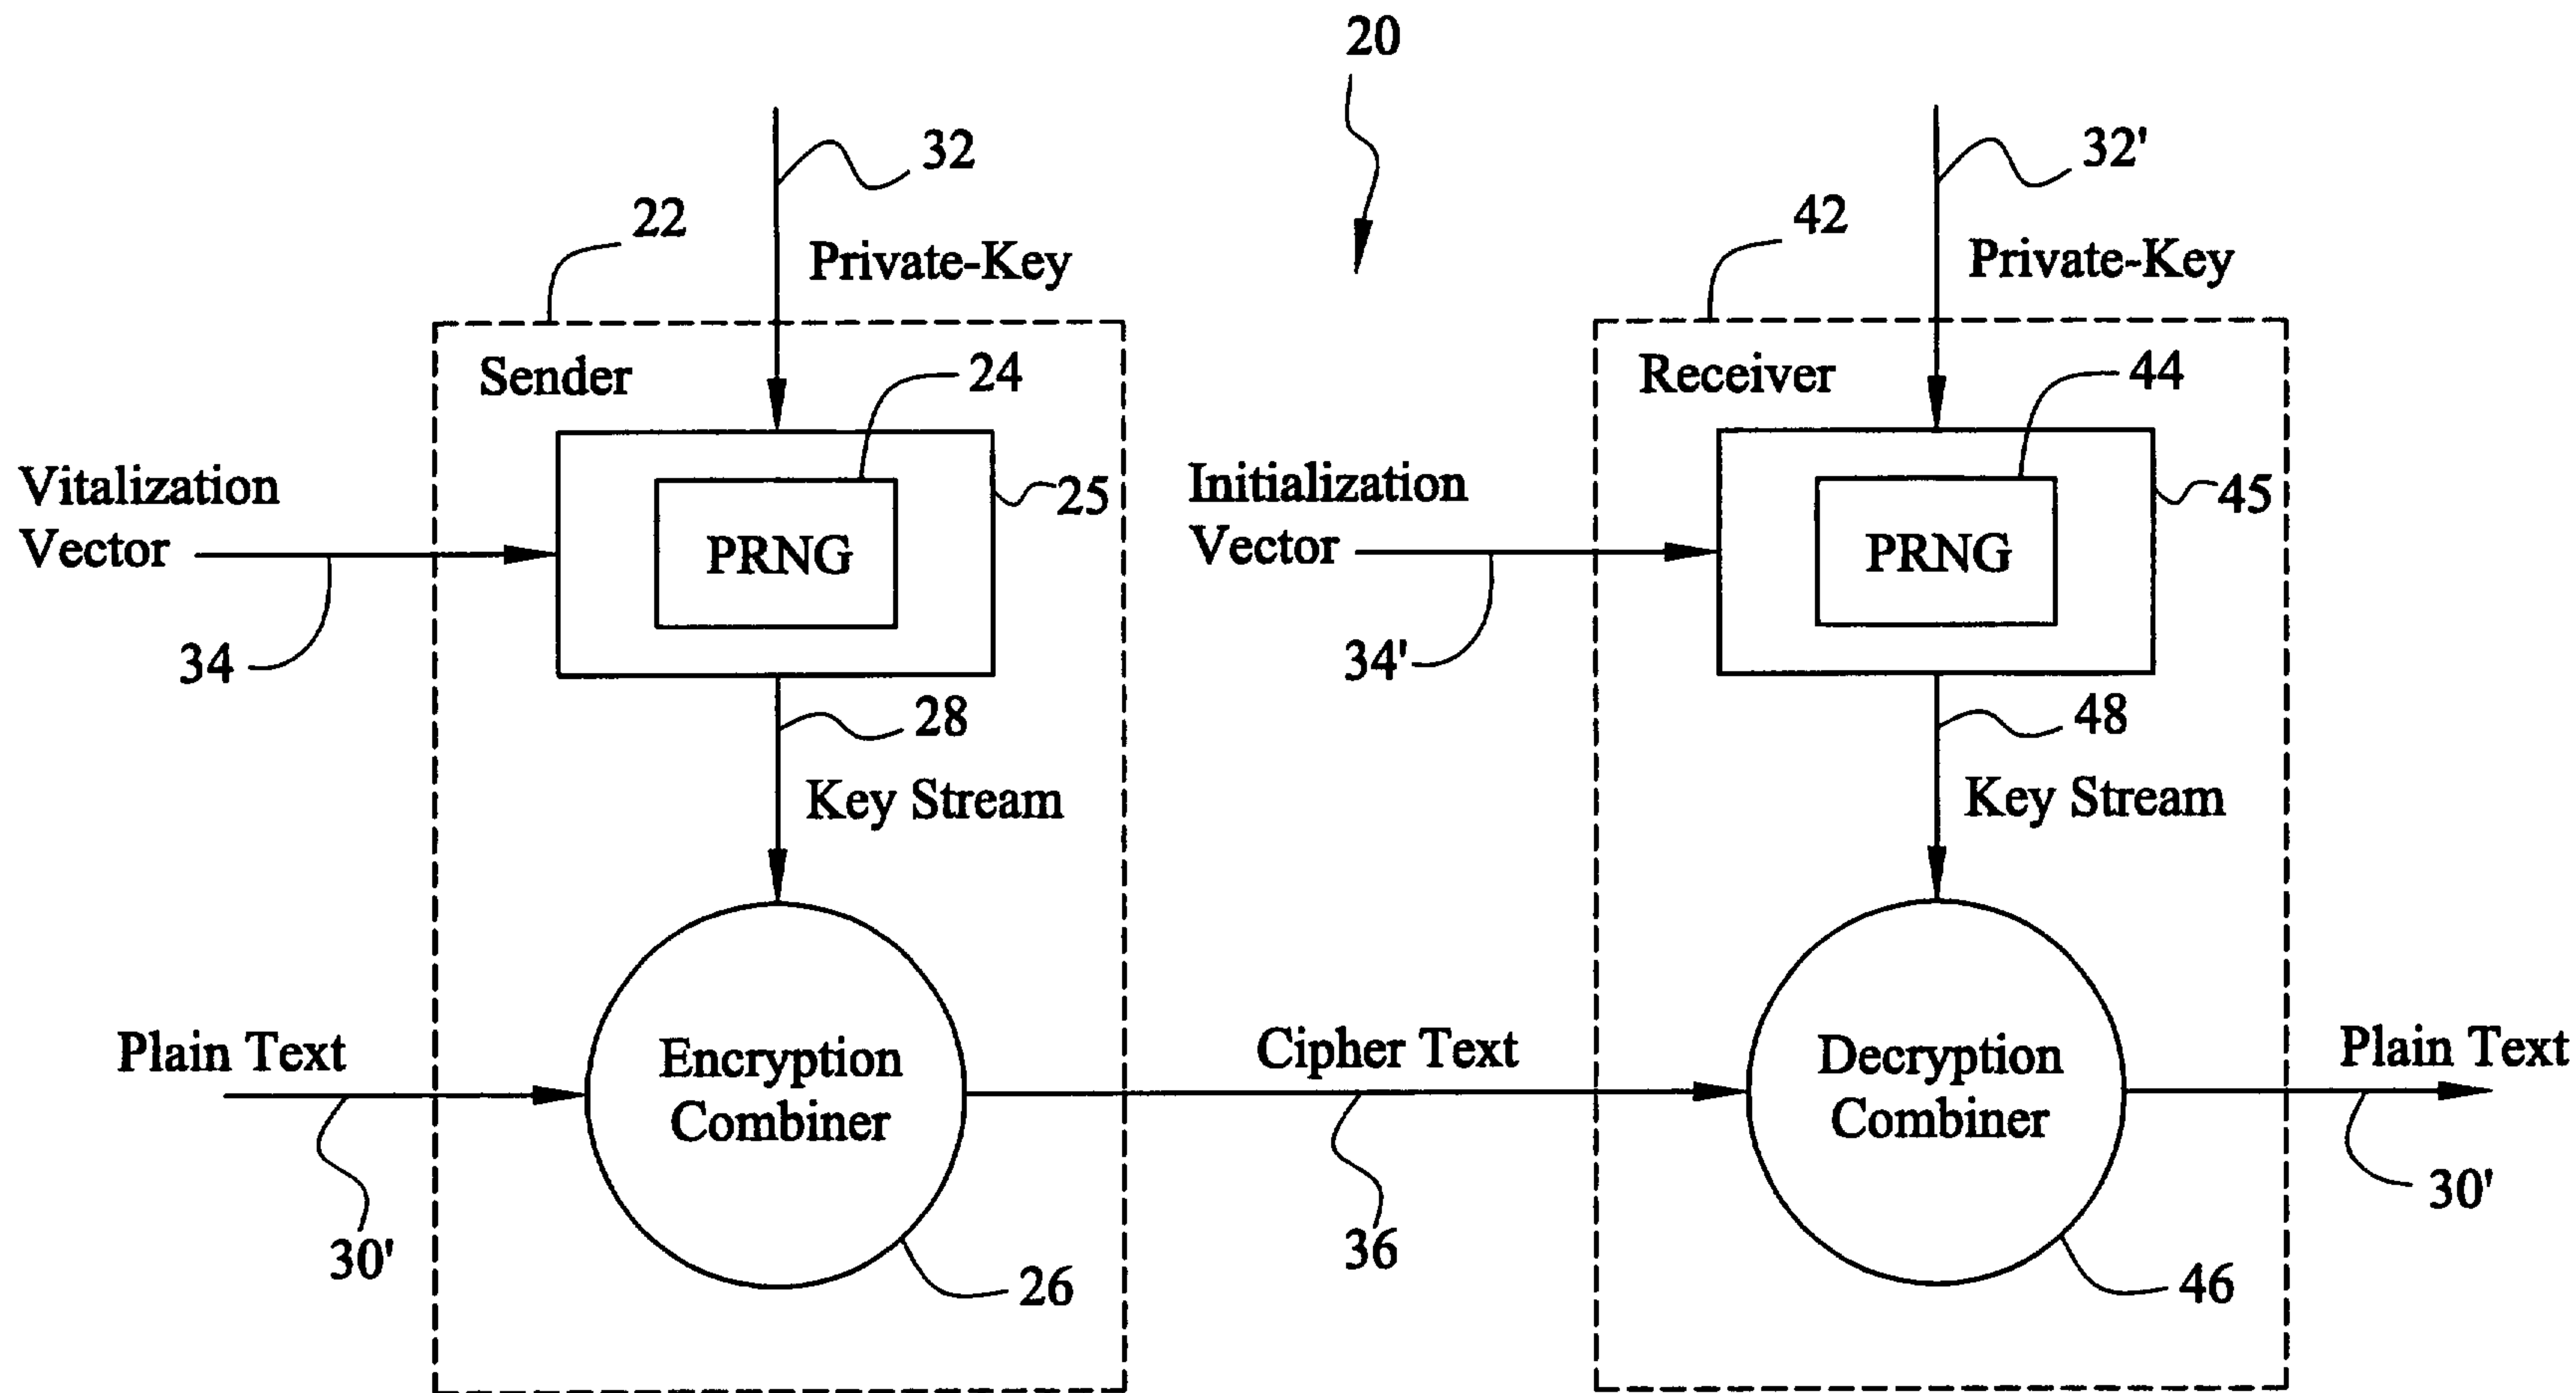 20
32
32'
22
42
Private-Key
Private-Key
Sender
24
Receiver
44
Vitalization
Vector
25
Initialization
Vector
45
PRNG
PRNG
34
34'
28
48
Key Stream
Key Stream
Plain Text
Encryption
Combiner
Cipher Text
Decryption
Combiner
Plain Text
30'
26
36
46
30'